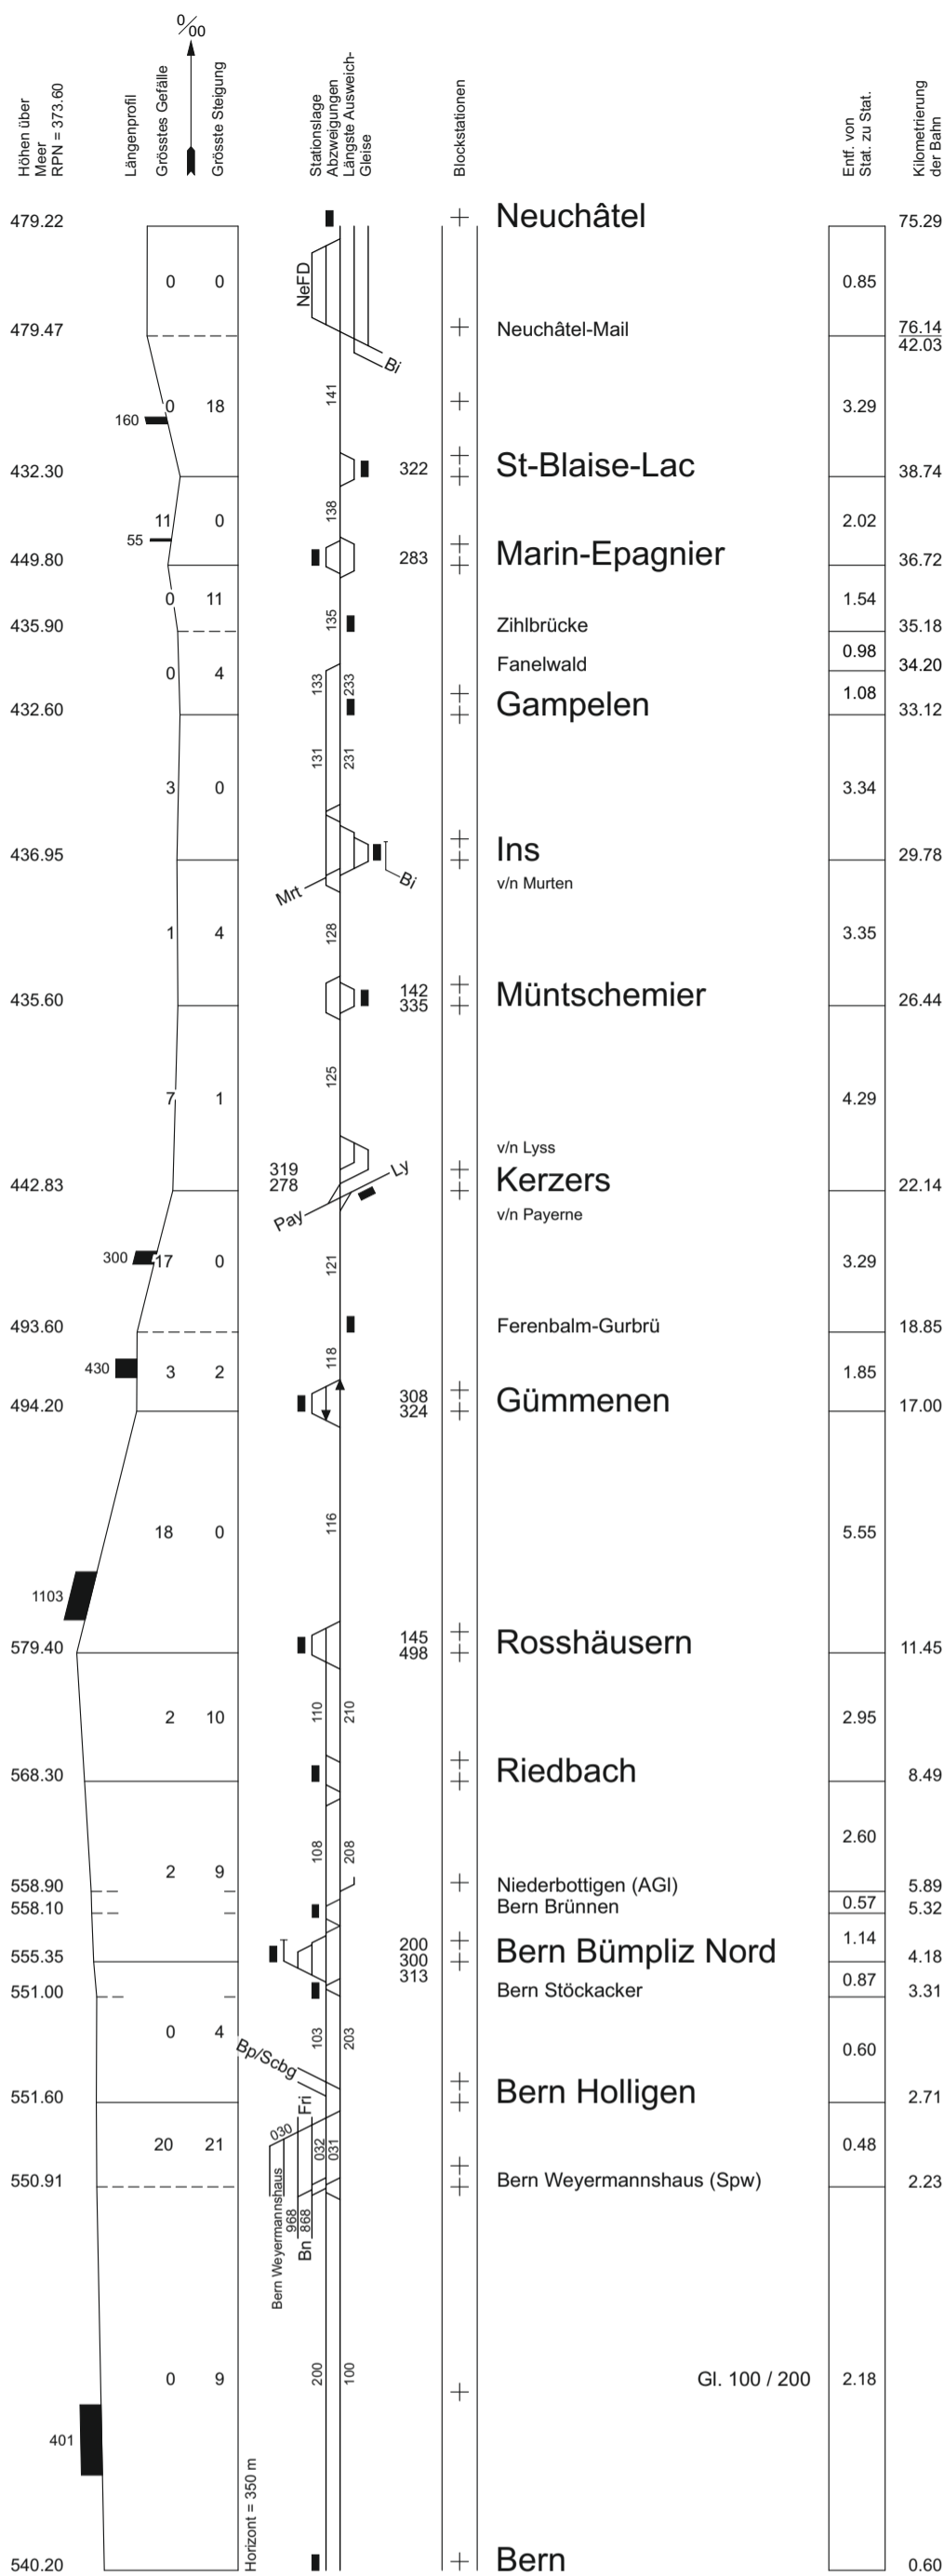 0/00
Höhen über
Meer
RPN = 373.60
Längenprofil
Grösstes Gefälle
Grösste Steigung
Stationslage
Abzweigungen
Längste Ausweich-
Gleise
Blockstationen
Entf. von
Stat. zu Stat.
Kilometrierung
der Bahn
479.22 Neuchâtel 75.29
NeFD
0 0 0.85
479.47 Neuchâtel-Mail 76.14
42.03
Bi
141
0 18 3.29
160
432.30 322 St-Blaise-Lac 38.74
138
11 0 2.02
55
449.80 283 Marin-Epagnier 36.72
0 11 1.54
135
435.90 Zihlbrücke 35.18
0.98
Fanelwald 34.20
0 4 133 233 1.08
432.60 Gampelen 33.12
131 231
3 0 3.34
436.95 Ins 29.78
Mrt Bi v/n Murten
1 4 128 3.35
435.60 142 Müntschemier 26.44
335
125
7 1 4.29
v/n Lyss
319 Ly
442.83 278 Kerzers 22.14
Pay v/n Payerne
300 17 0 121 3.29
493.60 Ferenbalm-Gurbrü 18.85
118
430 3 2 1.85
494.20 308 Gümmenen 17.00
324
116
18 0 5.55
1103
579.40 145 Rosshäusern 11.45
498
2 10 110 210 2.95
568.30 Riedbach 8.49
108 208 2.60
2 9
558.90 Niederbottigen (AGl) 5.89
0.57
558.10 Bern Brünnen 5.32
200 1.14
555.35 300 Bern Bümpliz Nord 4.18
313
0.87
551.00 Bern Stöckacker 3.31
0 4 103 203 0.60
Bp/Scbg
551.60 Bern Holligen 2.71
Fri
030
032 031
20 21 0.48
550.91 Bern Weyermannshaus (Spw) 2.23
Bern Weyermannshaus
968
868
Bn
0 9 200 100 Gl. 100 / 200 2.18
401
Horizont = 350 m
540.20 Bern 0.60